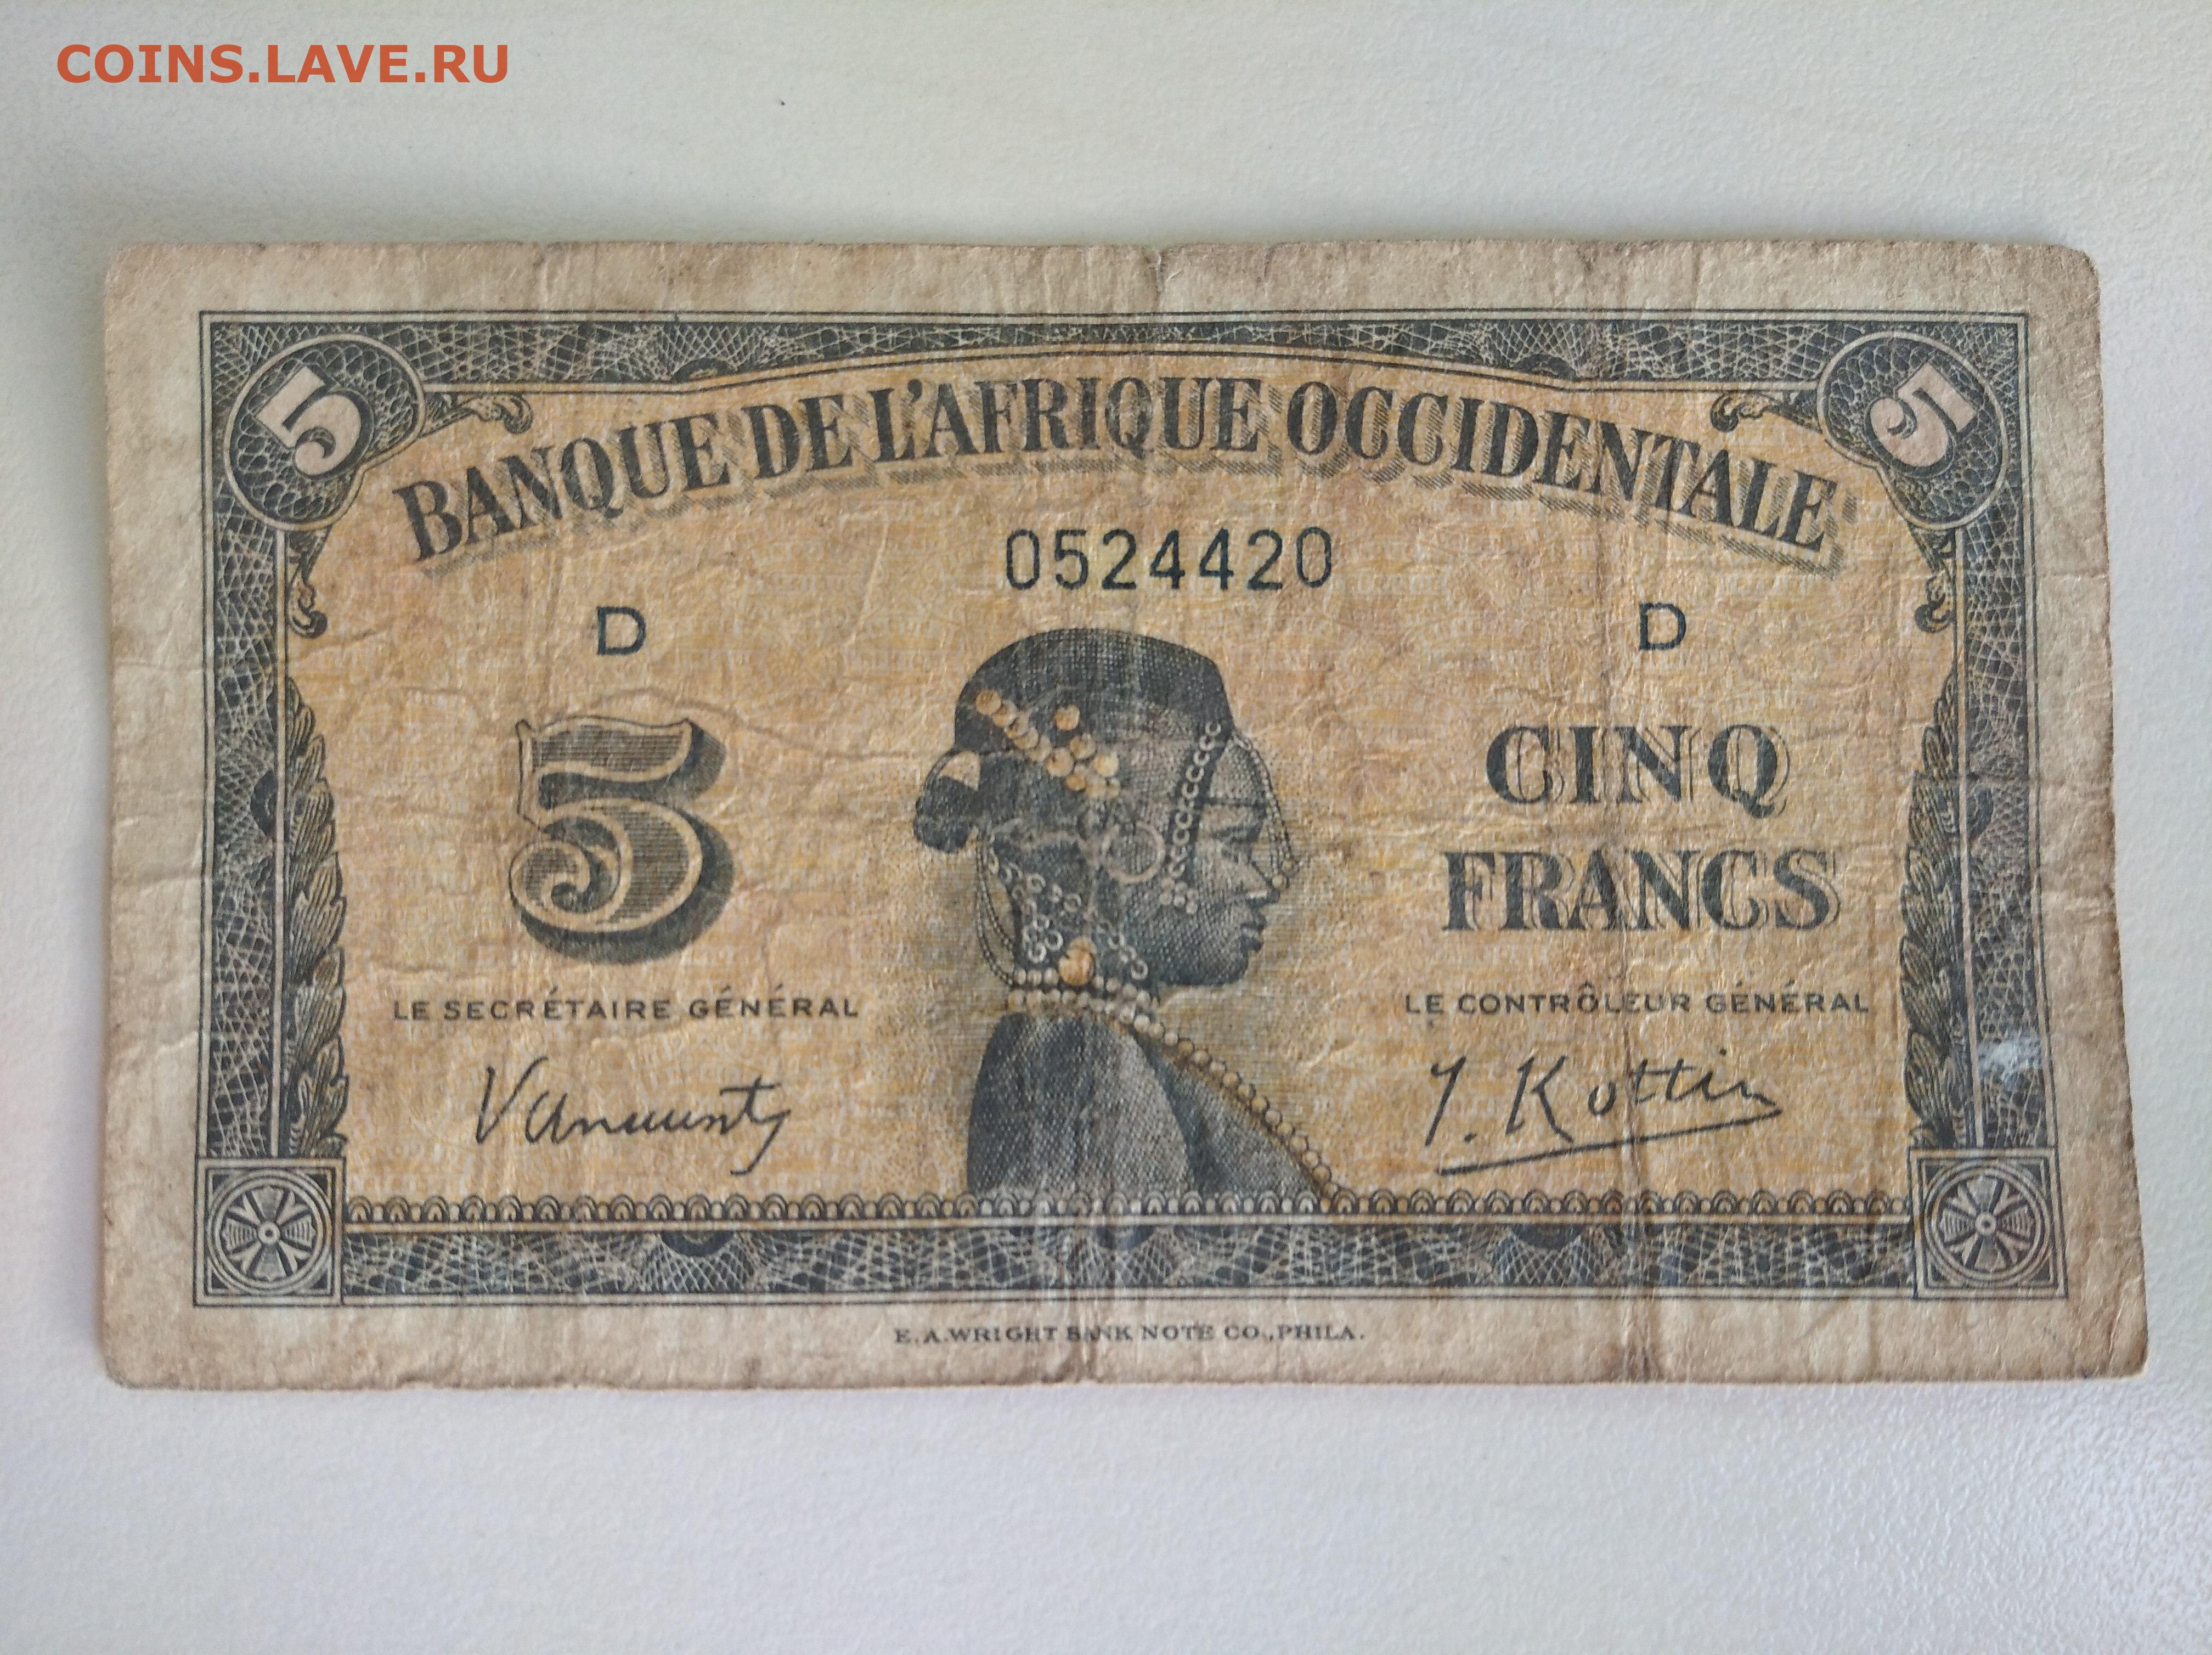 COINS.LAVE.RU
5 5
BANQUE DE L'AFRIQUE OCCIDENTALE
0524420
D D
5
CINQ
FRANCS
LE SECRÉTAIRE GÉNÉRAL LE CONTRÔLEUR GÉNÉRAL
E.A.WRIGHT BANK NOTE CO.,PHILA.